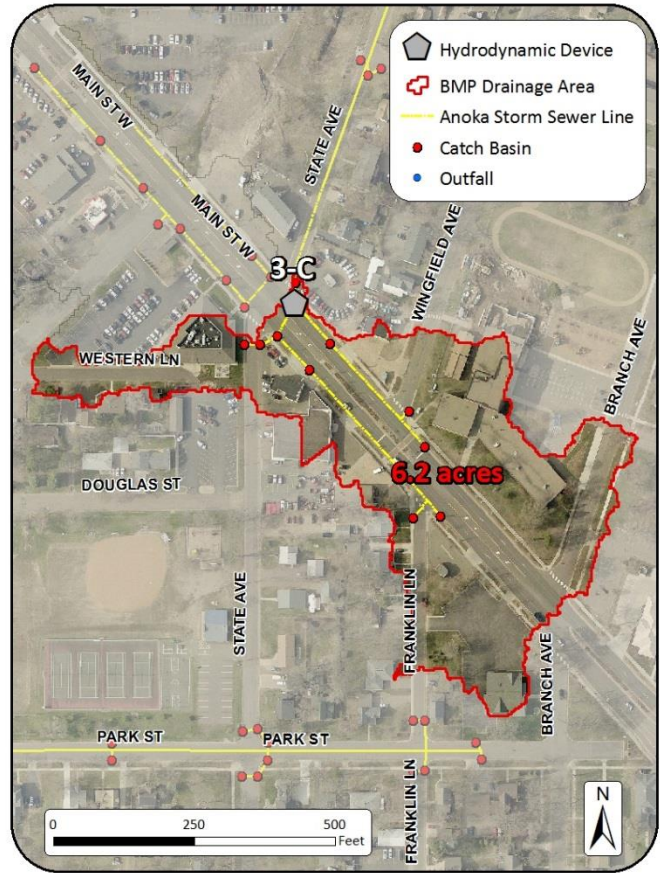 Hydrodynamic Device
BMP Drainage Area
Anoka Storm Sewer Line
Catch Basin
Outfall
MAIN ST W
STATE AVE
MAIN ST W
3-C
WINGFIELD AVE
BRANCH AVE
WESTERN LN
6.2 acres
DOUGLAS ST
STATE AVE
FRANKLIN LN
BRANCH AVE
PARK ST
PARK ST
FRANKLIN LN
N
0 250 500
Feet